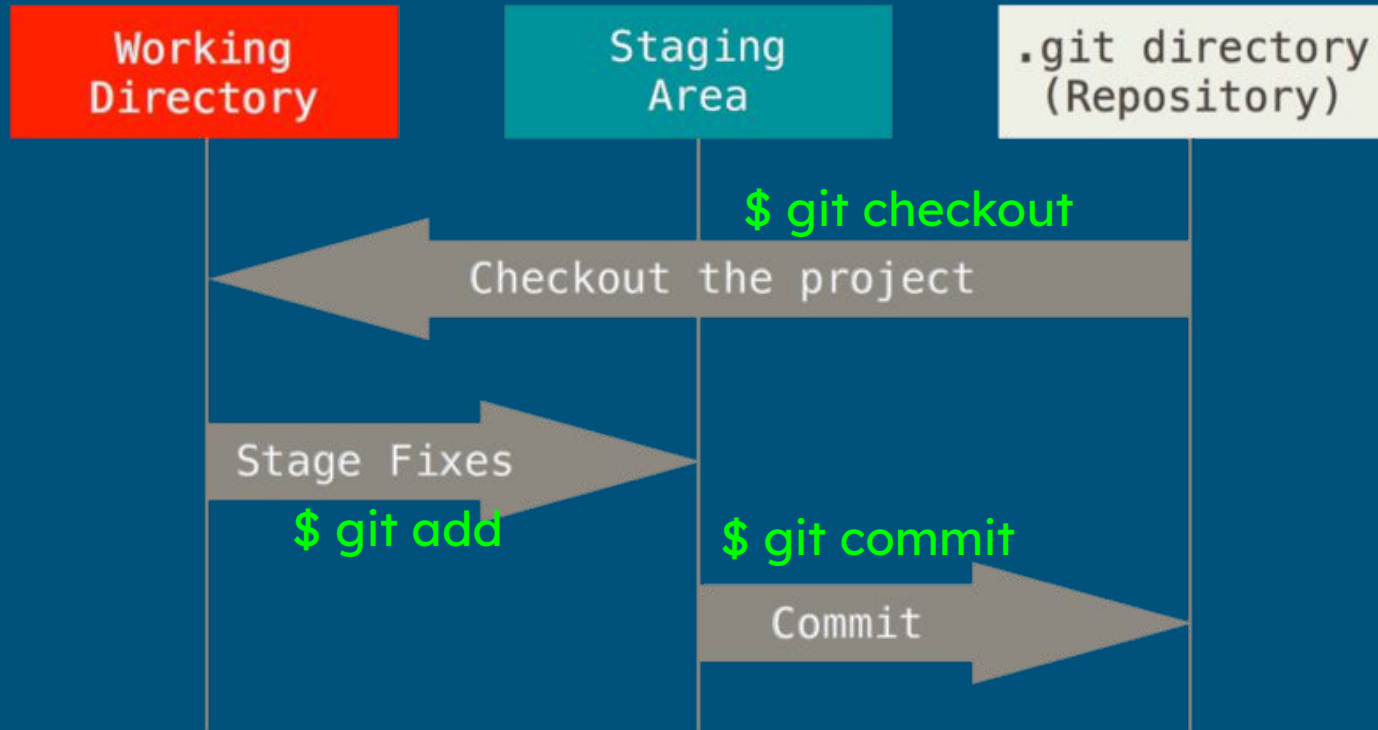 Working
Directory
Staging
Area
.git directory
(Repository)
$ git checkout
Checkout the project
Stage Fixes
$ git add
$ git commit
Commit